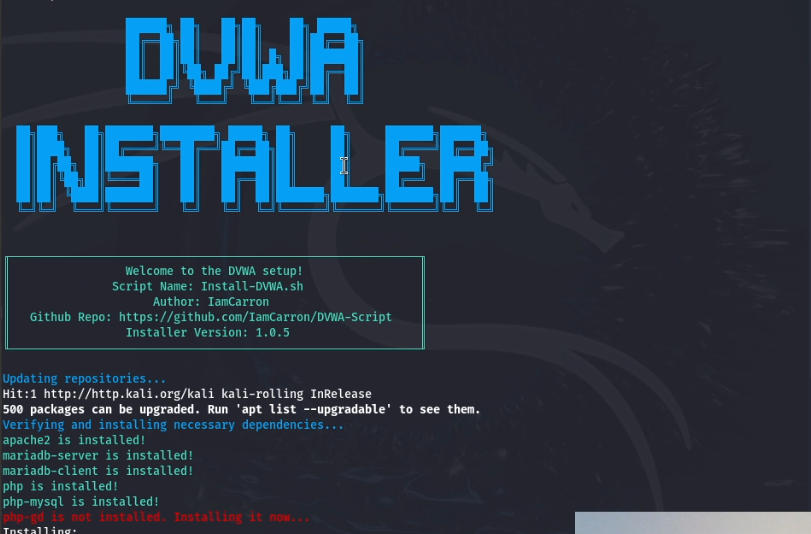 DVWA
INSTALLER
Welcome to the DVWA setup!
Script Name: Install-DVWA.sh
Author: IamCarron
Github Repo: https://github.com/IamCarron/DVWA-Script
Installer Version: 1.0.5
Updating repositories...
Hit:1 http://http.kali.org/kali kali-rolling InRelease
500 packages can be upgraded. Run 'apt list --upgradable' to see them.
Verifying and installing necessary dependencies...
apache2 is installed!
mariadb-server is installed!
mariadb-client is installed!
php is installed!
php-mysql is installed!
php-gd is not installed. Installing it now...
Installing: